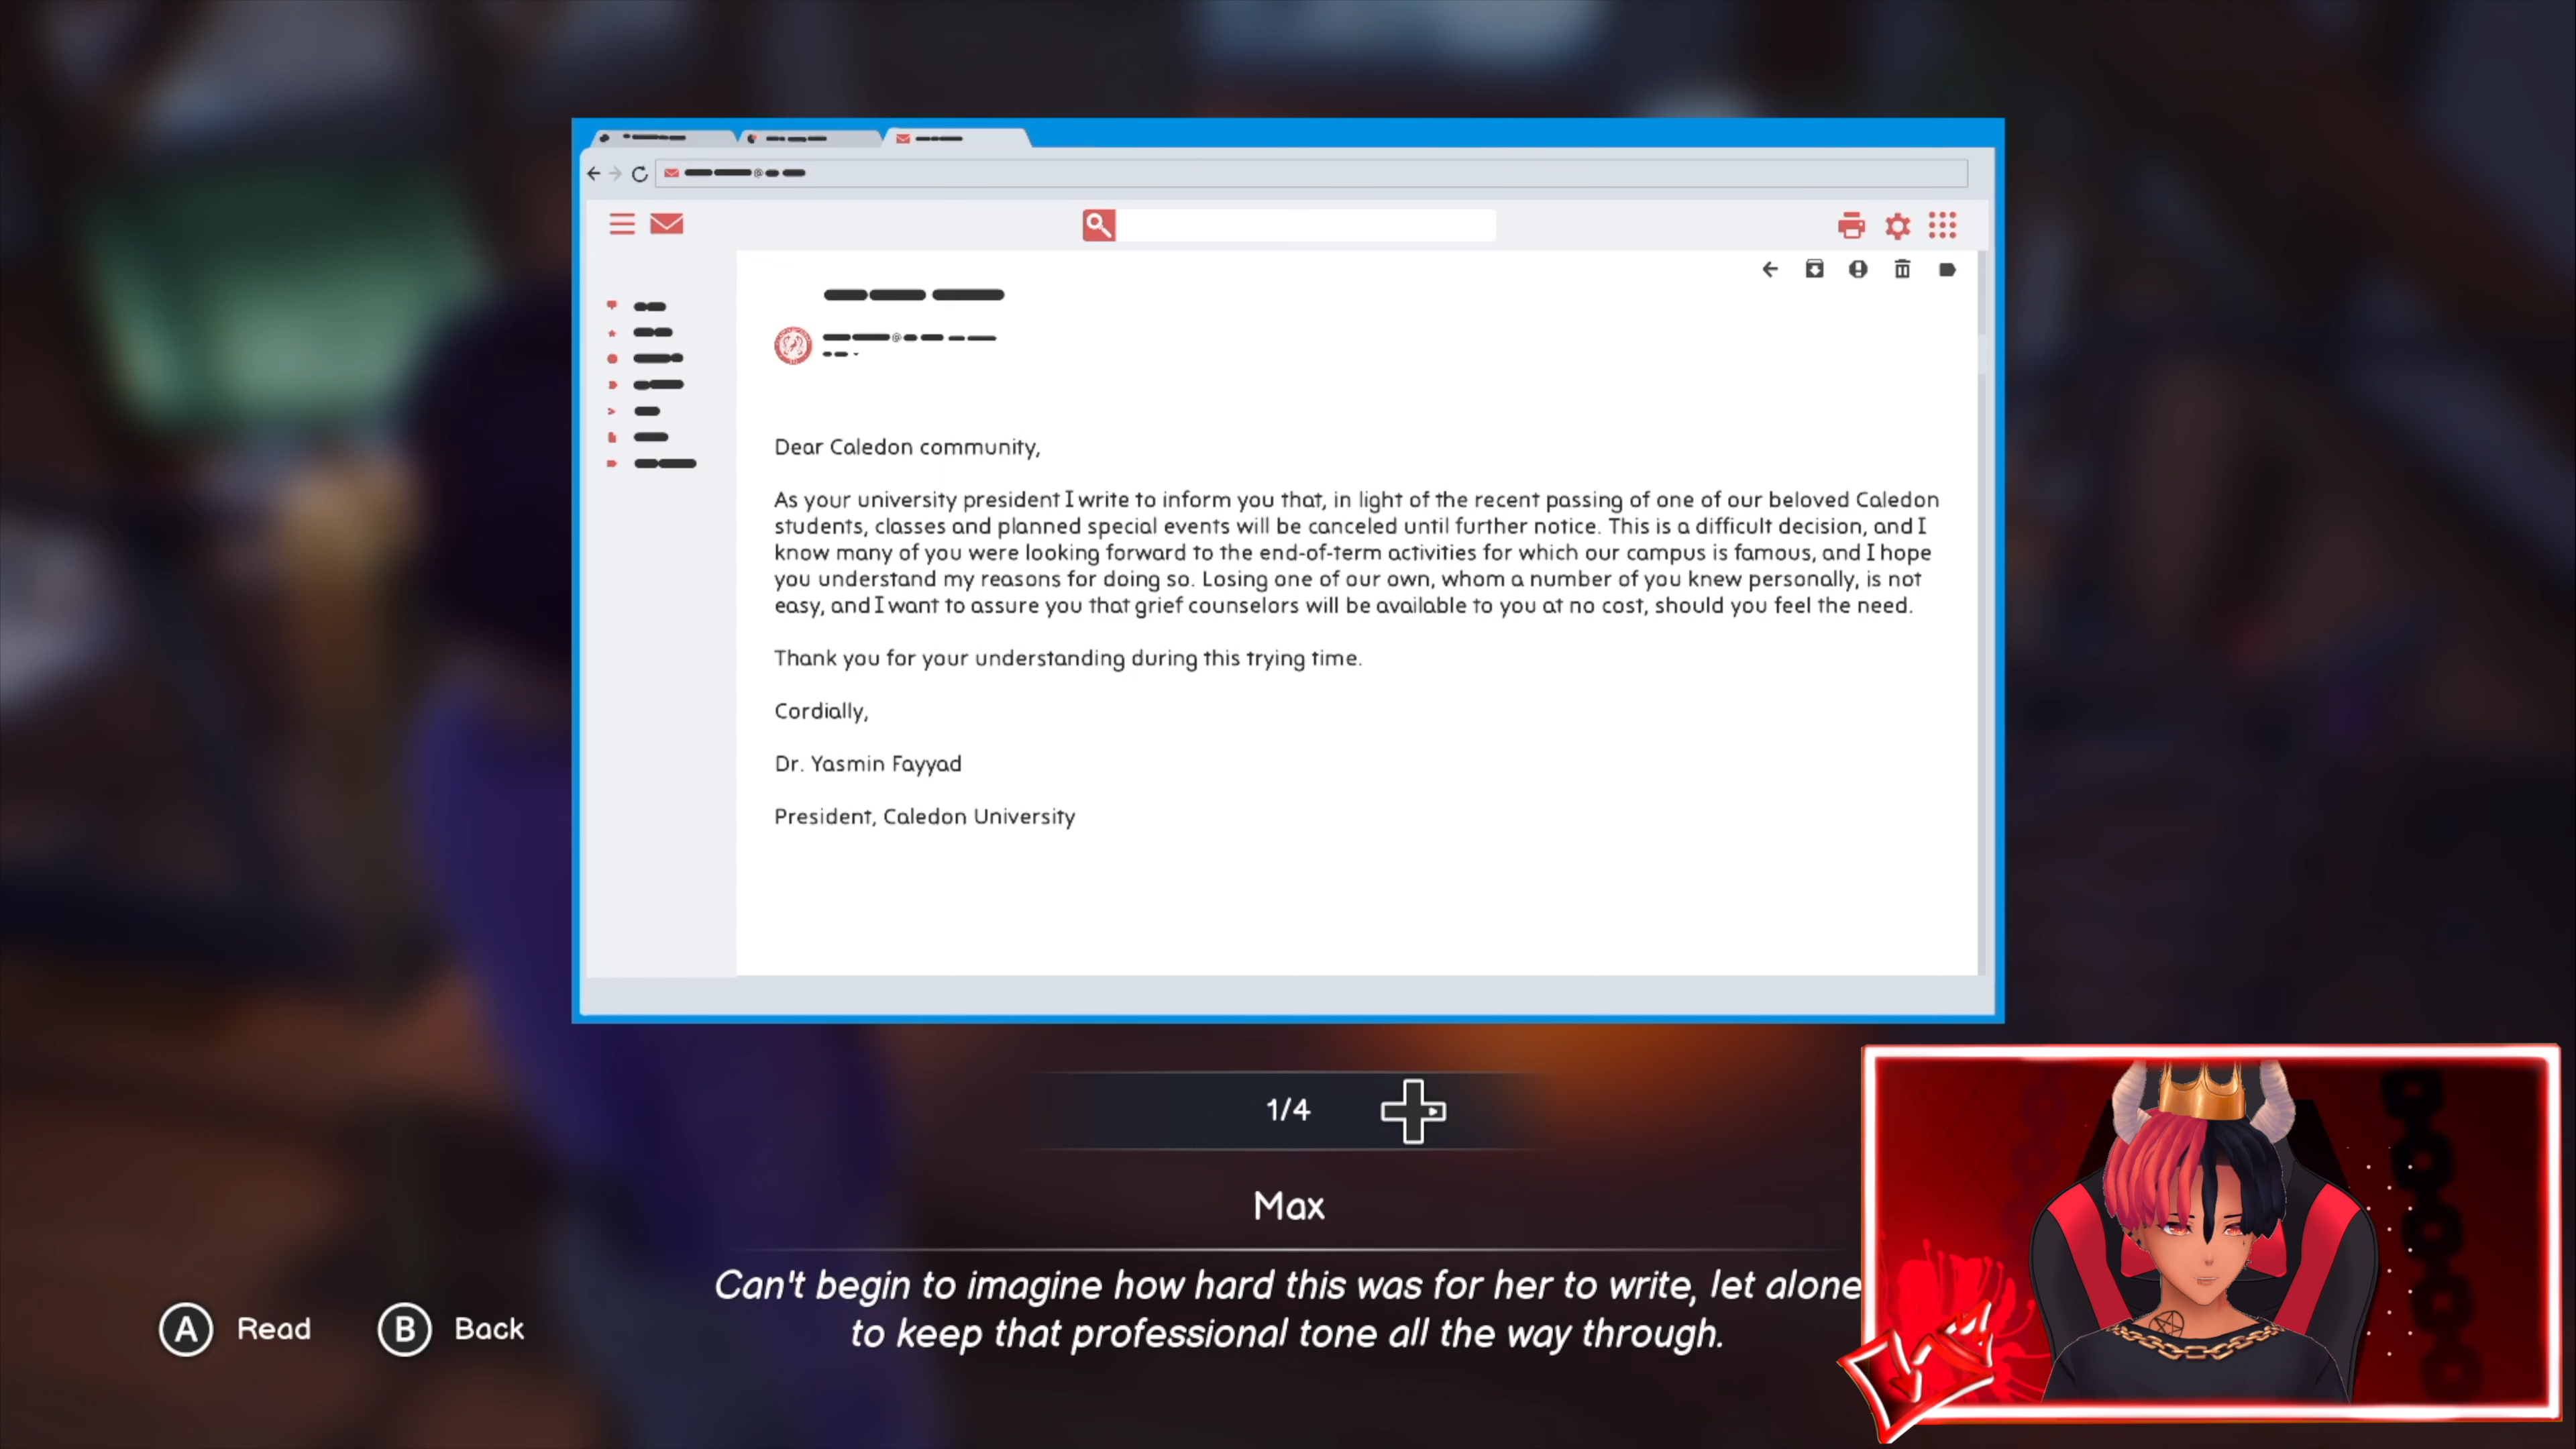 Dear Caledon community,
As your university president I write to inform you that, in light of the recent passing of one of our beloved Caledon
students, classes and planned special events will be canceled until further notice. This is a difficult decision, and I
know many of you were looking forward to the end-of-term activities for which our campus is famous, and I hope
you understand my reasons for doing so. Losing one of our own, whom a number of you knew personally, is not
easy, and I want to assure you that grief counselors will be available to you at no cost, should you feel the need.
Thank you for your understanding during this trying time.
Cordially,
Dr. Yasmin Fayyad
President, Caledon University
1/4
Max
Can't begin to imagine how hard this was for her to write, let alone
to keep that professional tone all the way through.
A Read B Back